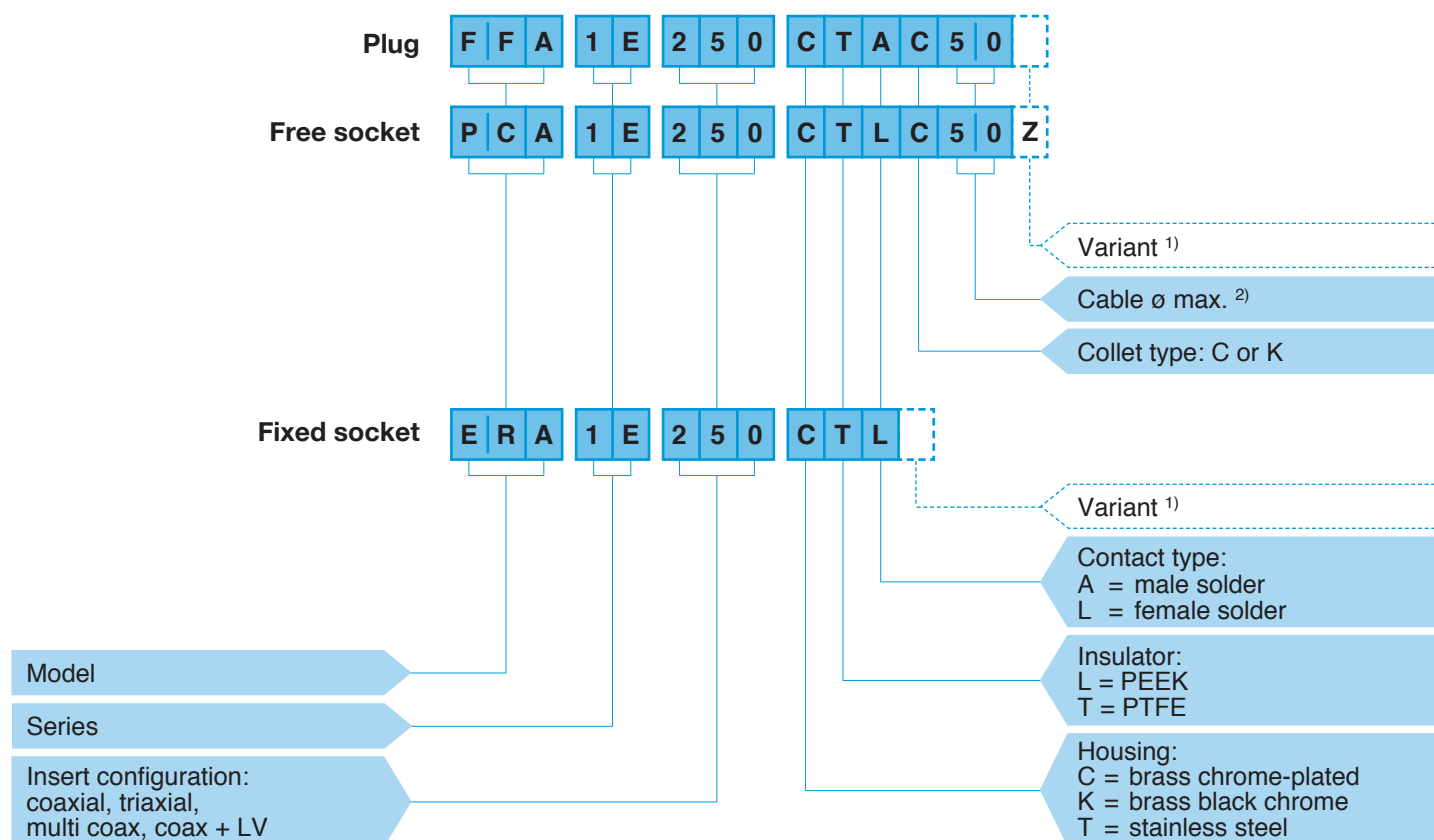 Plug F F A 1 E 2 5 0 C T A C 5 0
Free socket P C A 1 E 2 5 0 C T L C 5 0 Z
Variant 1)
Cable ø max. 2)
Collet type: C or K
Fixed socket E R A 1 E 2 5 0 C T L
Variant 1)
Contact type:
A = male solder
L = female solder
Insulator:
L = PEEK
T = PTFE
Housing:
C = brass chrome-plated
K = brass black chrome
T = stainless steel
Model
Series
Insert configuration:
coaxial, triaxial,
multi coax, coax + LV